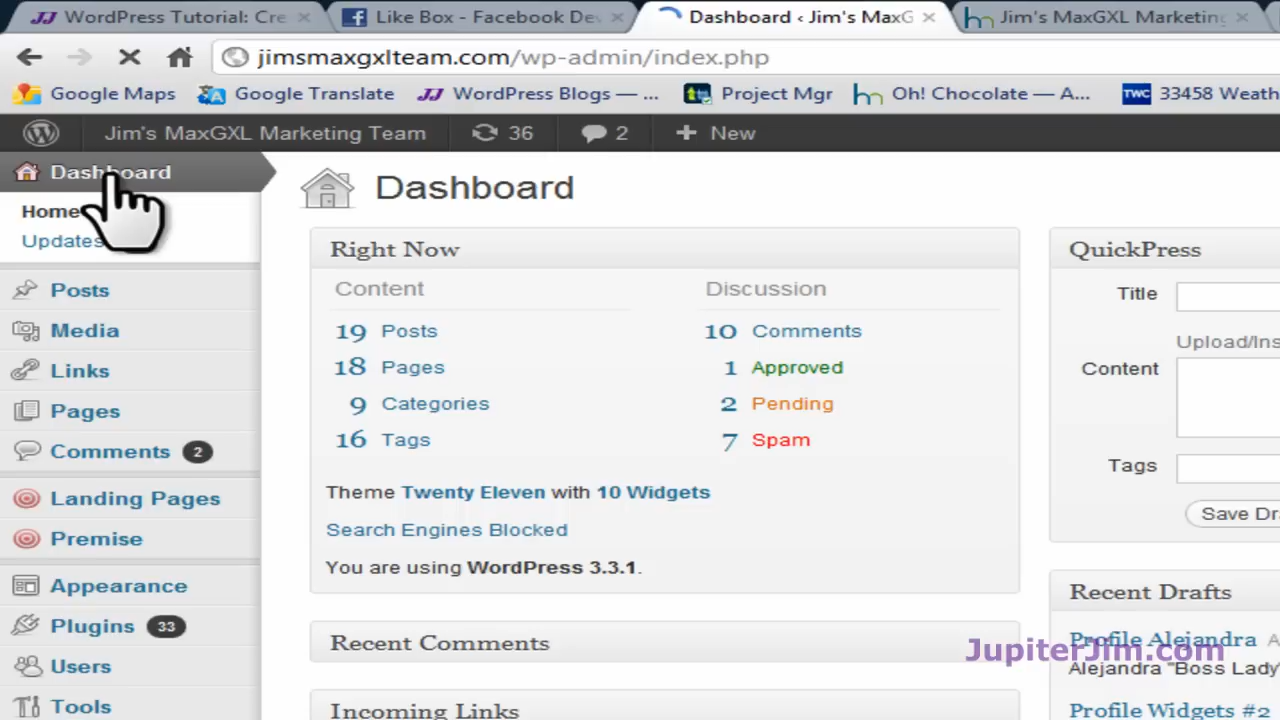 WordPress Tutorial: Cre
Like Box - Facebook Dev
Dashboard ‹ Jim's MaxG
Jim's MaxGXL Marketing
jimsmaxgxlteam.com/wp-admin/index.php
Google Maps
Google Translate
WordPress Blogs — ...
Project Mgr
Oh! Chocolate — A...
TWC
33458 Weath
Jim's MaxGXL Marketing Team
36
2
New
Dashboard
Home
Updates
Posts
Media
Links
Pages
Comments 2
Landing Pages
Premise
Appearance
Plugins 33
Users
Tools
Dashboard
Right Now
Content
19 Posts
18 Pages
9 Categories
16 Tags
Discussion
10 Comments
1 Approved
2 Pending
7 Spam
Theme Twenty Eleven with 10 Widgets
Search Engines Blocked
You are using WordPress 3.3.1.
Recent Comments
Incoming Links
QuickPress
Title
Upload/Ins
Content
Tags
Save Dr
Recent Drafts
Profile Alejandra A
Alejandra "Boss Lady"
Profile Widgets #2
JupiterJim.com